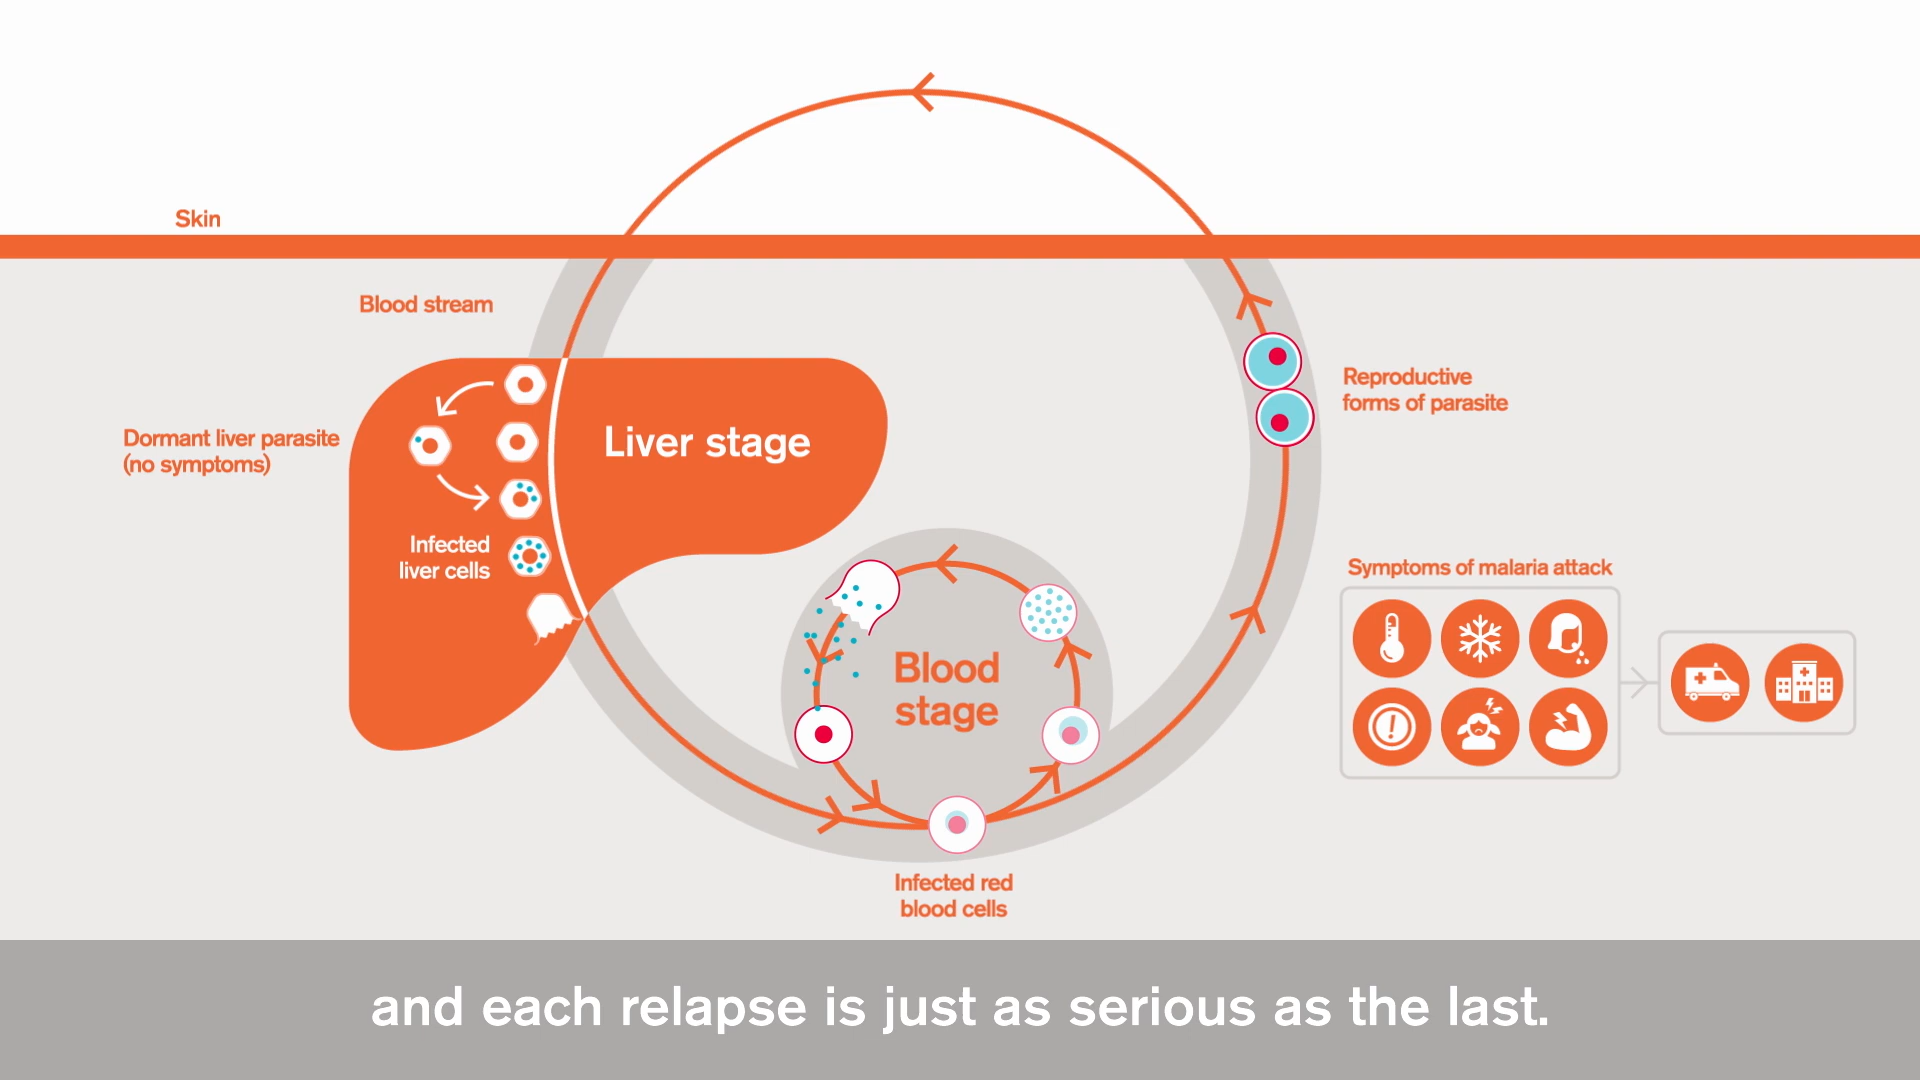 Skin
Blood stream
Dormant liver parasite
(no symptoms)
Liver stage
Infected
liver cells
Reproductive
forms of parasite
Symptoms of malaria attack
Blood
stage
Infected red
blood cells
and each relapse is just as serious as the last.